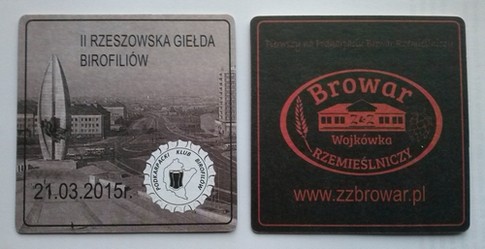 II RZESZOWSKA GIEŁDA
BIROFILIÓW
PODKARPACKI KLUB BIROFILÓW
21.03.2015r.
Browar
Z&Z
Wojkówka
RZEMIEŚLNICZY
www.zzbrowar.pl